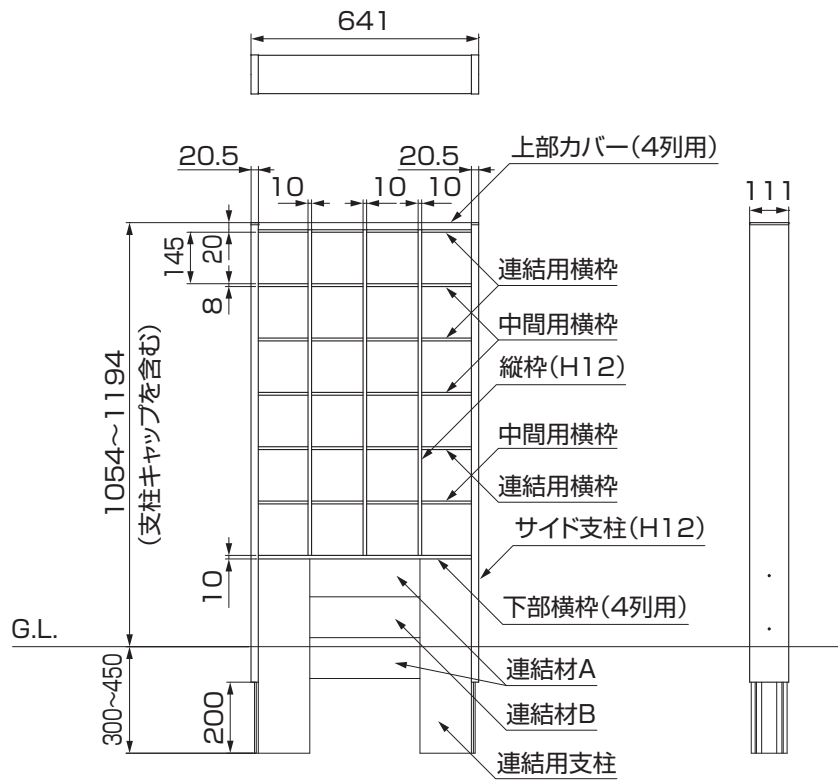 641
20.5
20.5
上部カバー(4列用)
10
10
10
111
145
20
連結用横枠
8
中間用横枠
1054～1194
(支柱キャップを含む)
縦枠(H12)
中間用横枠
連結用横枠
サイド支柱(H12)
10
下部横枠(4列用)
G.L.
300～450
200
連結材A
連結材B
連結用支柱